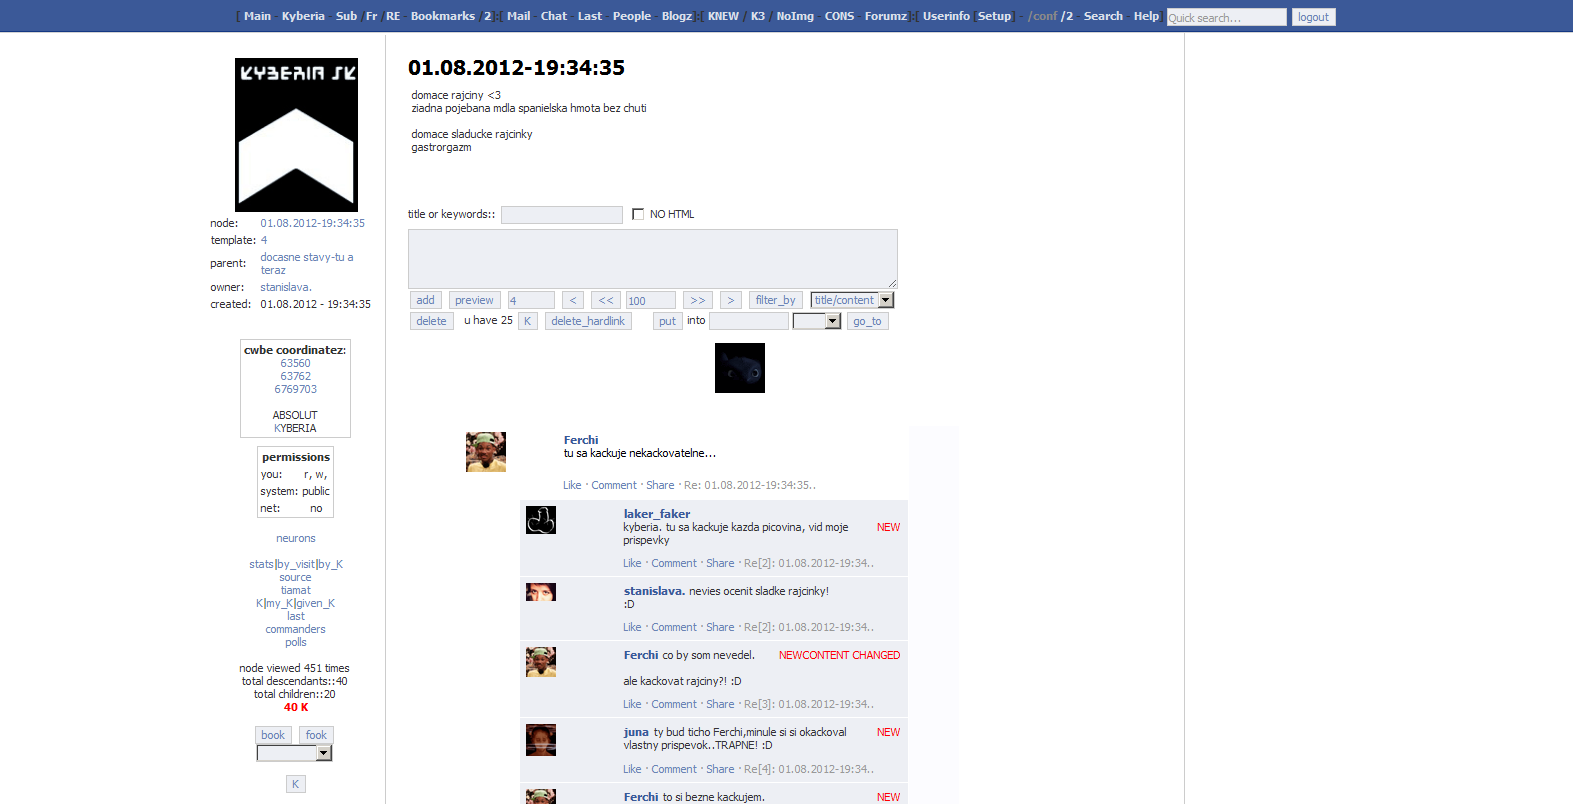 [ Main - Kyberia - Sub / Fr / RE - Bookmarks / 2 ]:[ Mail - Chat - Last - People - Blogz ]:[ KNEW / K3 / NoImg - CONS - Forumz ]:[ Userinfo [Setup] - /conf /2 - Search - Help ] Quick search... logout
KYBERIA SK
node: 01.08.2012-19:34:35
template: 4
parent: docasne stavy-tu a
teraz
owner: stanislava.
created: 01.08.2012 - 19:34:35
cwbe coordinatez:
63560
63762
6769703
ABSOLUT
KYBERIA
permissions
you: r, w,
system: public
net: no
neurons
stats|by_visit|by_K
source
tiamat
K|my_K|given_K
last
commanders
polls
node viewed 451 times
total descendants::40
total children::20
40 K
book fook
K
01.08.2012-19:34:35
domace rajciny <3
ziadna pojebana mdla spanielska hmota bez chuti
domace sladucke rajcinky
gastrorgazm
title or keywords:: NO HTML
add preview 4 < << 100 >> > filter_by title/content
delete u have 25 K delete_hardlink put into go_to
Ferchi
tu sa kackuje nekackovatelne...
Like · Comment · Share · Re: 01.08.2012-19:34:35..
laker_faker
kyberia. tu sa kackuje kazda picovina, vid moje NEW
prispevky
Like · Comment · Share · Re[2]: 01.08.2012-19:34..
stanislava. nevies ocenit sladke rajcinky!
:D
Like · Comment · Share · Re[2]: 01.08.2012-19:34..
Ferchi co by som nevedel. NEWCONTENT CHANGED
ale kackovat rajciny?! :D
Like · Comment · Share · Re[3]: 01.08.2012-19:34..
juna ty bud ticho Ferchi,minule si si okackoval NEW
vlastny prispevok..TRAPNE! :D
Like · Comment · Share · Re[4]: 01.08.2012-19:34..
Ferchi to si bezne kackujem. NEW